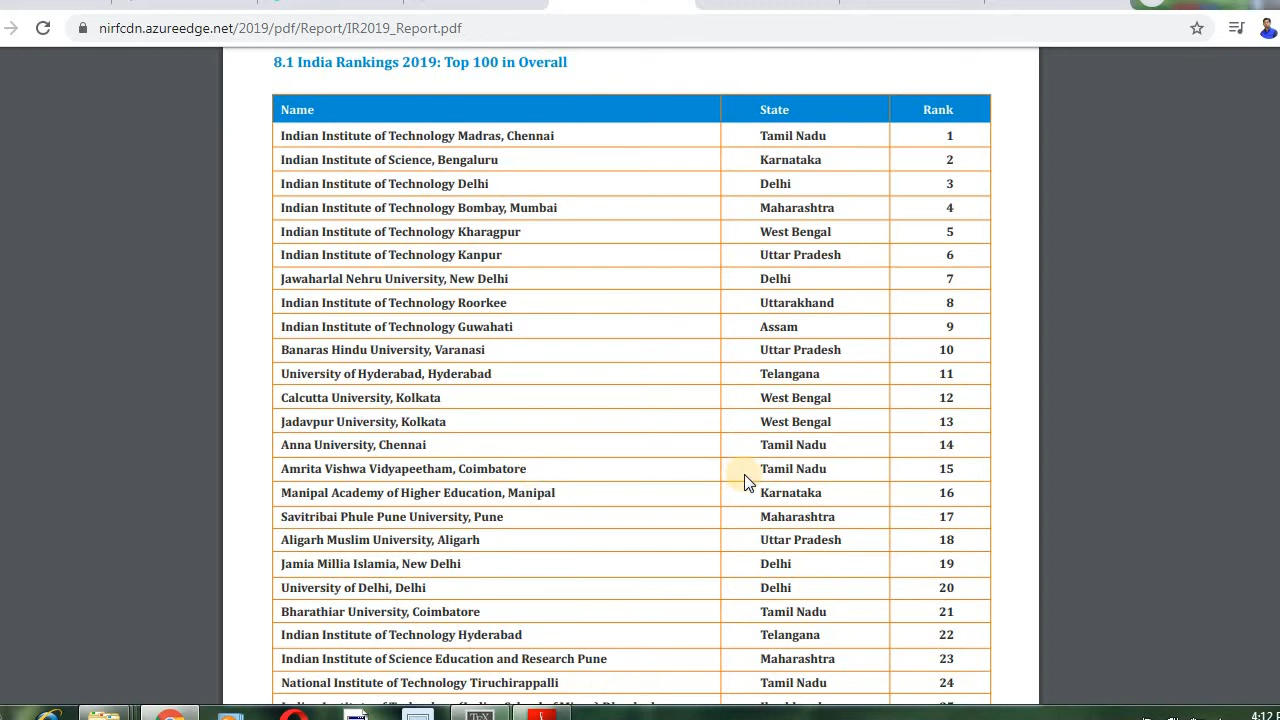 nirfcdn.azureedge.net/2019/pdf/Report/IR2019_Report.pdf
8.1 India Rankings 2019: Top 100 in Overall
Name State Rank
Indian Institute of Technology Madras, Chennai Tamil Nadu 1
Indian Institute of Science, Bengaluru Karnataka 2
Indian Institute of Technology Delhi Delhi 3
Indian Institute of Technology Bombay, Mumbai Maharashtra 4
Indian Institute of Technology Kharagpur West Bengal 5
Indian Institute of Technology Kanpur Uttar Pradesh 6
Jawaharlal Nehru University, New Delhi Delhi 7
Indian Institute of Technology Roorkee Uttarakhand 8
Indian Institute of Technology Guwahati Assam 9
Banaras Hindu University, Varanasi Uttar Pradesh 10
University of Hyderabad, Hyderabad Telangana 11
Calcutta University, Kolkata West Bengal 12
Jadavpur University, Kolkata West Bengal 13
Anna University, Chennai Tamil Nadu 14
Amrita Vishwa Vidyapeetham, Coimbatore Tamil Nadu 15
Manipal Academy of Higher Education, Manipal Karnataka 16
Savitribai Phule Pune University, Pune Maharashtra 17
Aligarh Muslim University, Aligarh Uttar Pradesh 18
Jamia Millia Islamia, New Delhi Delhi 19
University of Delhi, Delhi Delhi 20
Bharathiar University, Coimbatore Tamil Nadu 21
Indian Institute of Technology Hyderabad Telangana 22
Indian Institute of Science Education and Research Pune Maharashtra 23
National Institute of Technology Tiruchirappalli Tamil Nadu 24
TEX
4:12